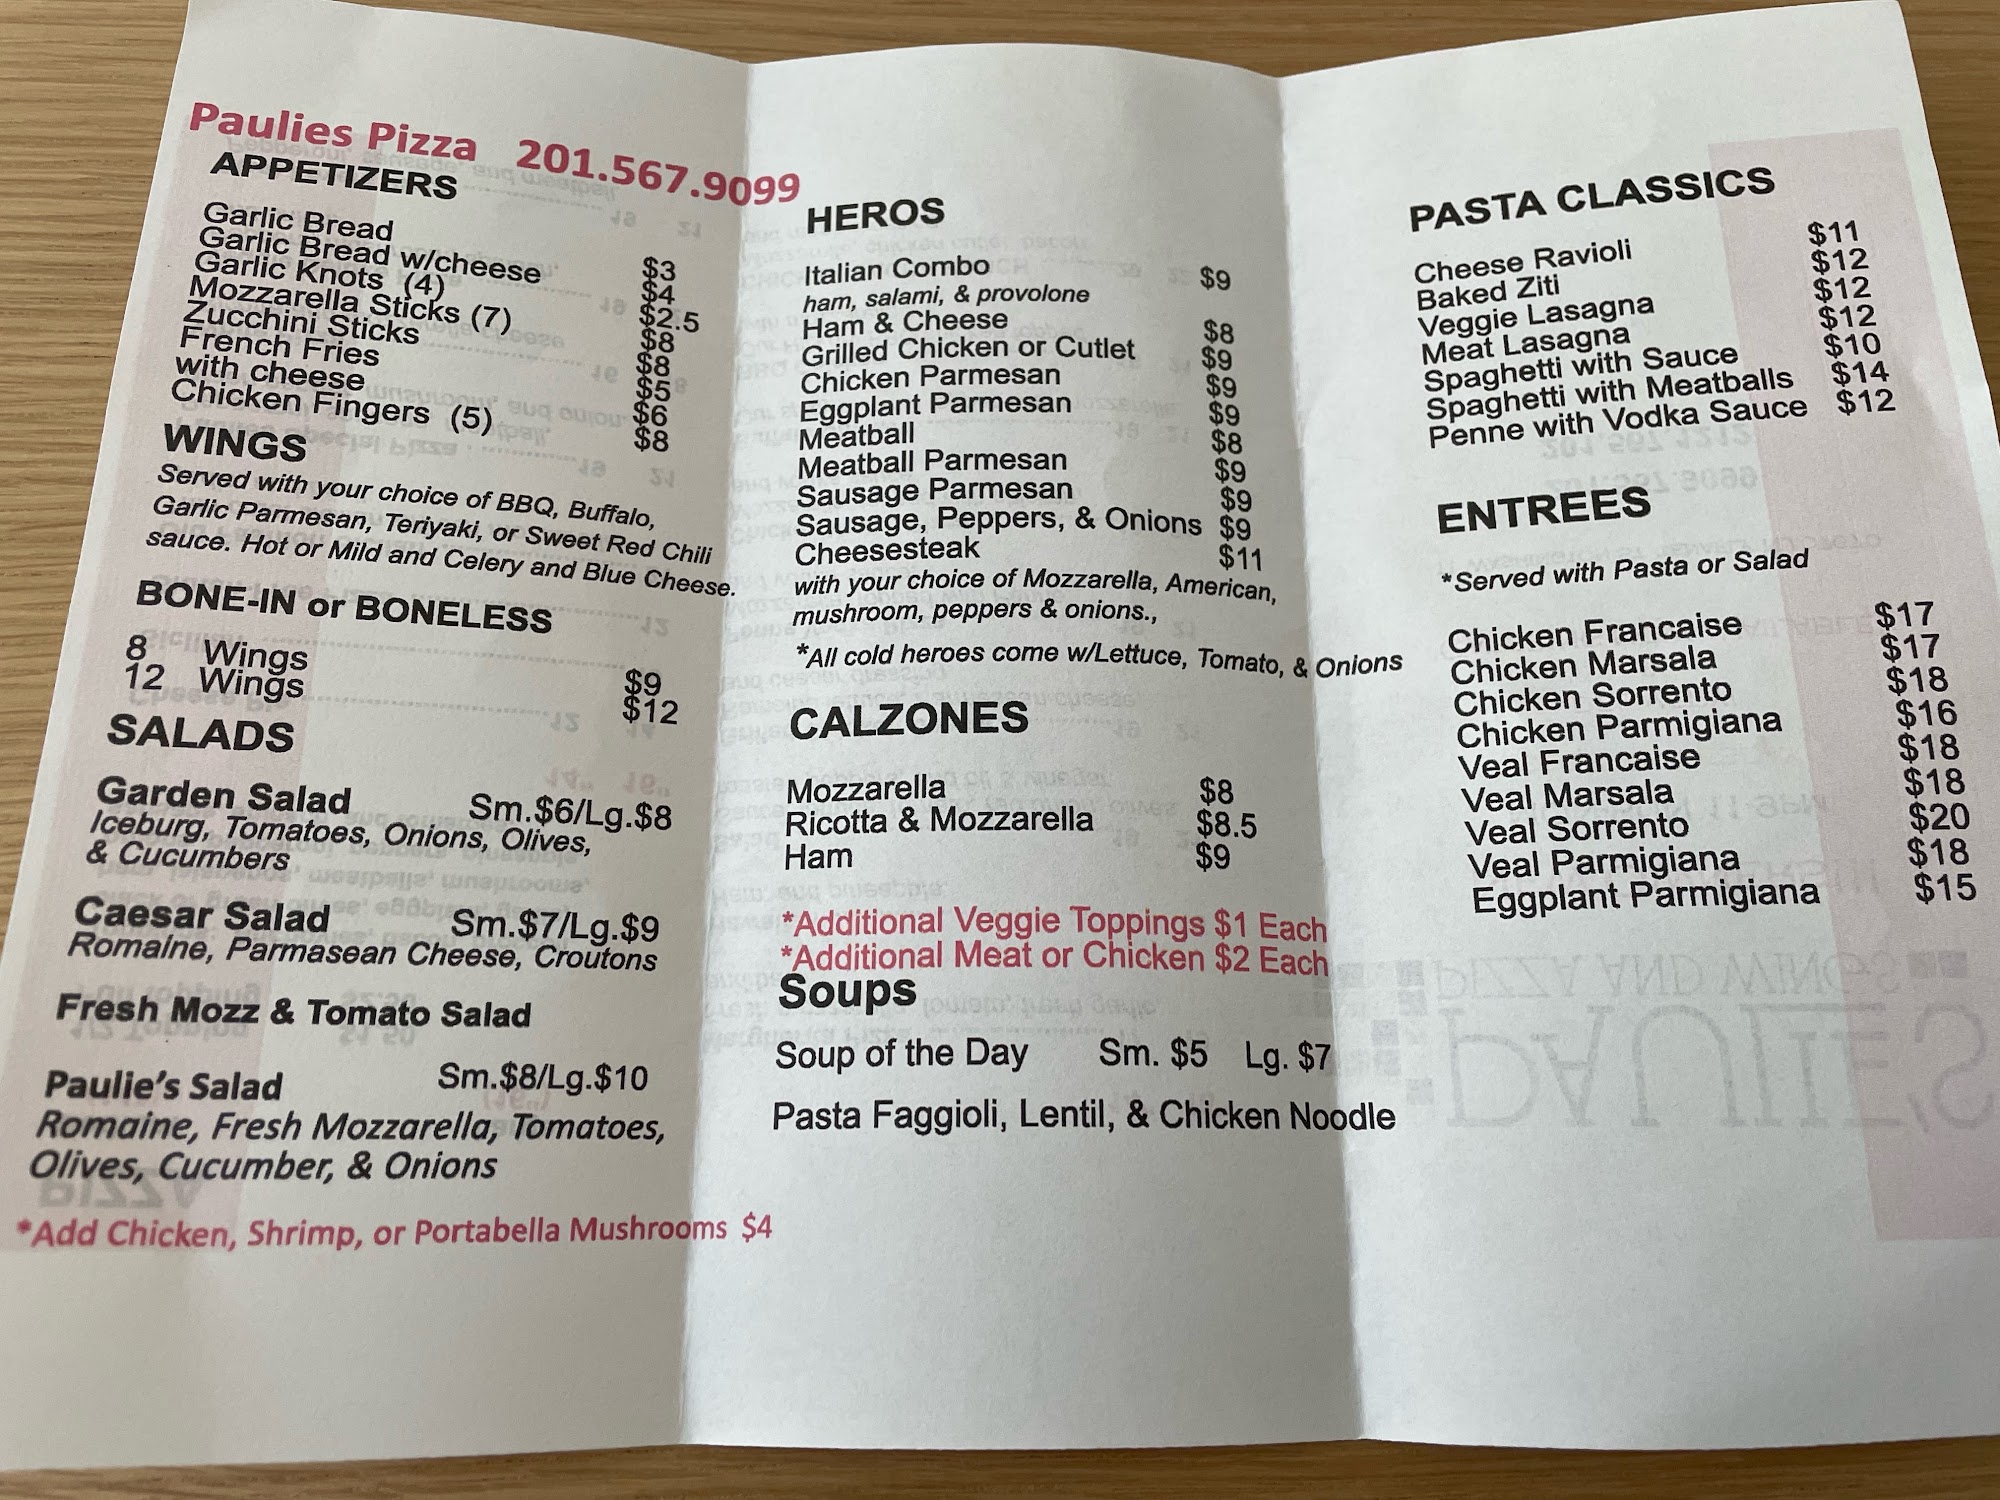 Paulies Pizza 201.567.9099
APPETIZERS
Garlic Bread $3
Garlic Bread w/cheese $4
Garlic Knots (4) $2.5
Mozzarella Sticks (7) $8
Zucchini Sticks $8
French Fries $5
with cheese $6
Chicken Fingers (5) $8
WINGS
Served with your choice of BBQ, Buffalo,
Garlic Parmesan, Teriyaki, or Sweet Red Chili
sauce. Hot or Mild and Celery and Blue Cheese.
BONE-IN or BONELESS
8 Wings $9
12 Wings $12
SALADS
Garden Salad Sm.$6/Lg.$8
Iceburg, Tomatoes, Onions, Olives,
& Cucumbers
Caesar Salad Sm.$7/Lg.$9
Romaine, Parmasean Cheese, Croutons
Fresh Mozz & Tomato Salad
Paulie's Salad Sm.$8/Lg.$10
Romaine, Fresh Mozzarella, Tomatoes,
Olives, Cucumber, & Onions
*Add Chicken, Shrimp, or Portabella Mushrooms $4
HEROS
Italian Combo $9
ham, salami, & provolone
Ham & Cheese $8
Grilled Chicken or Cutlet $9
Chicken Parmesan $9
Eggplant Parmesan $9
Meatball $8
Meatball Parmesan $9
Sausage Parmesan $9
Sausage, Peppers, & Onions $9
Cheesesteak $11
with your choice of Mozzarella, American,
mushroom, peppers & onions.,
*All cold heroes come w/Lettuce, Tomato, & Onions
CALZONES
Mozzarella $8
Ricotta & Mozzarella $8.5
Ham $9
*Additional Veggie Toppings $1 Each
*Additional Meat or Chicken $2 Each
Soups
Soup of the Day Sm. $5 Lg. $7
Pasta Faggioli, Lentil, & Chicken Noodle
PASTA CLASSICS
Cheese Ravioli $11
Baked Ziti $12
Veggie Lasagna $12
Meat Lasagna $12
Spaghetti with Sauce $10
Spaghetti with Meatballs $14
Penne with Vodka Sauce $12
ENTREES
*Served with Pasta or Salad
Chicken Francaise $17
Chicken Marsala $17
Chicken Sorrento $18
Chicken Parmigiana $16
Veal Francaise $18
Veal Marsala $18
Veal Sorrento $20
Veal Parmigiana $18
Eggplant Parmigiana $15